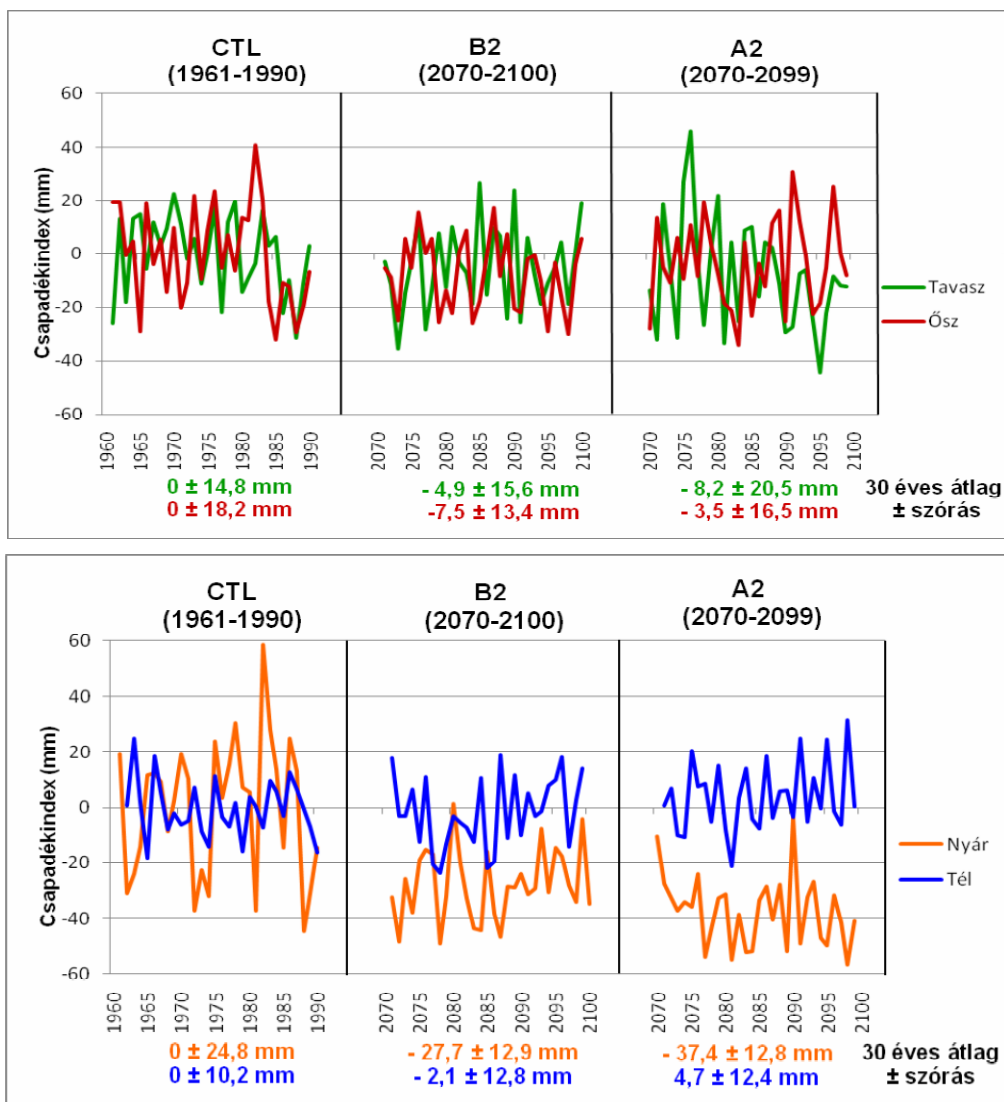 CTL B2 A2
(1961-1990) (2070-2100) (2070-2099)
60
40
20
0
-20
-40
-60
Csapadékindex (mm)
Tavasz
Ősz
1960 1965 1970 1975 1980 1985 1990 2070 2075 2080 2085 2090 2095 2100 2070 2075 2080 2085 2090 2095 2100
0 ± 14,8 mm - 4,9 ± 15,6 mm - 8,2 ± 20,5 mm 30 éves átlag
0 ± 18,2 mm -7,5 ± 13,4 mm - 3,5 ± 16,5 mm ± szórás
CTL B2 A2
(1961-1990) (2070-2100) (2070-2099)
60
40
20
0
-20
-40
-60
Csapadékindex (mm)
Nyár
Tél
1960 1965 1970 1975 1980 1985 1990 2070 2075 2080 2085 2090 2095 2100 2070 2075 2080 2085 2090 2095 2100
0 ± 24,8 mm - 27,7 ± 12,9 mm - 37,4 ± 12,8 mm 30 éves átlag
0 ± 10,2 mm - 2,1 ± 12,8 mm 4,7 ± 12,4 mm ± szórás